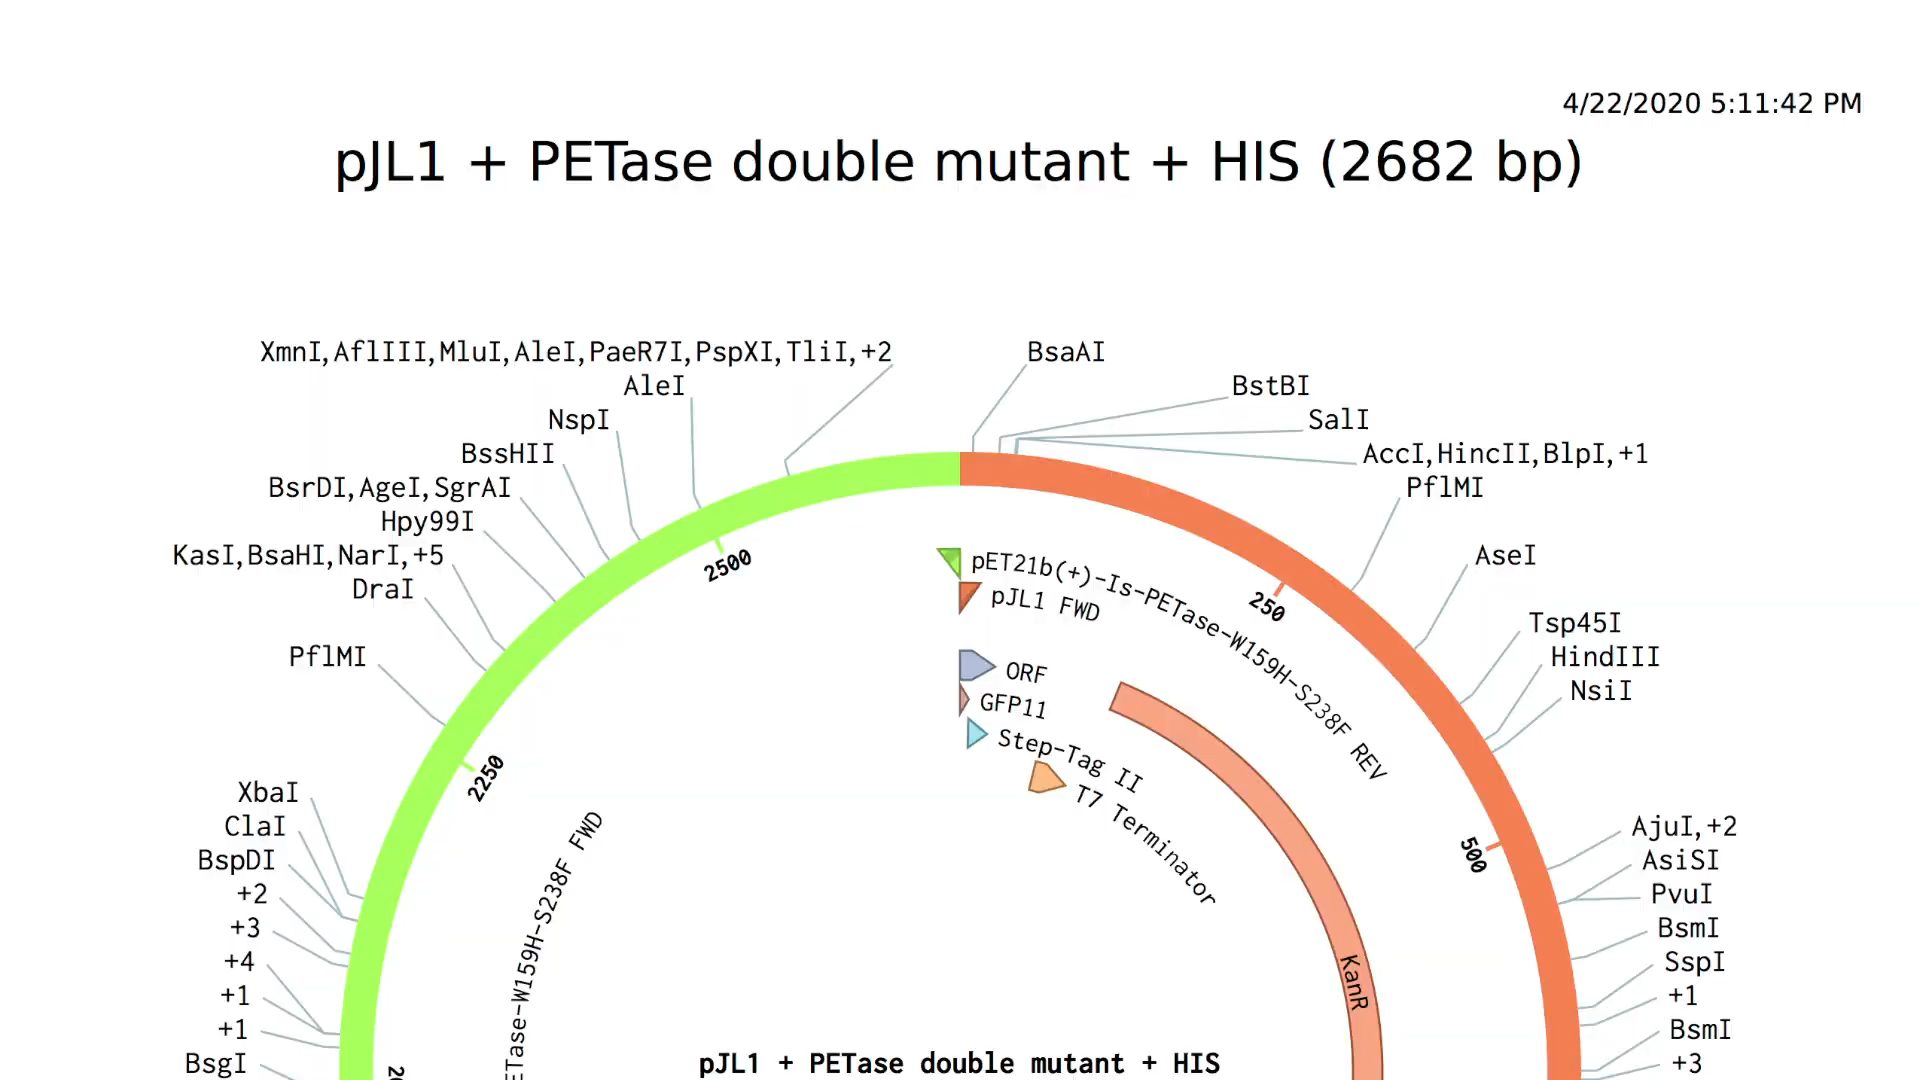 4/22/2020 5:11:42 PM
pJL1 + PETase double mutant + HIS (2682 bp)
XmnI,AflIII,MluI,AleI,PaeR7I,PspXI,TliI,+2
BsaAI
AleI
BstBI
NspI
SalI
BssHII
AccI,HincII,BlpI,+1
BsrDI,AgeI,SgrAI
PflMI
Hpy99I
KasI,BsaHI,NarI,+5
AseI
DraI
2500
pET21b(+)-Is-PETase-W159H-S238F REV
pJL1 FWD
250
Tsp45I
PflMI
HindIII
ORF
NsiI
GFP11
Step-Tag II
T7 Terminator
2250
XbaI
ClaI
AjuI,+2
BspDI
500
AsiSI
+2
PvuI
+3
BsmI
+4
SspI
+1
+1
KanR
+1
BsmI
BsgI
+3
ETase-W159H-S238F FWD
pJL1 + PETase double mutant + HIS